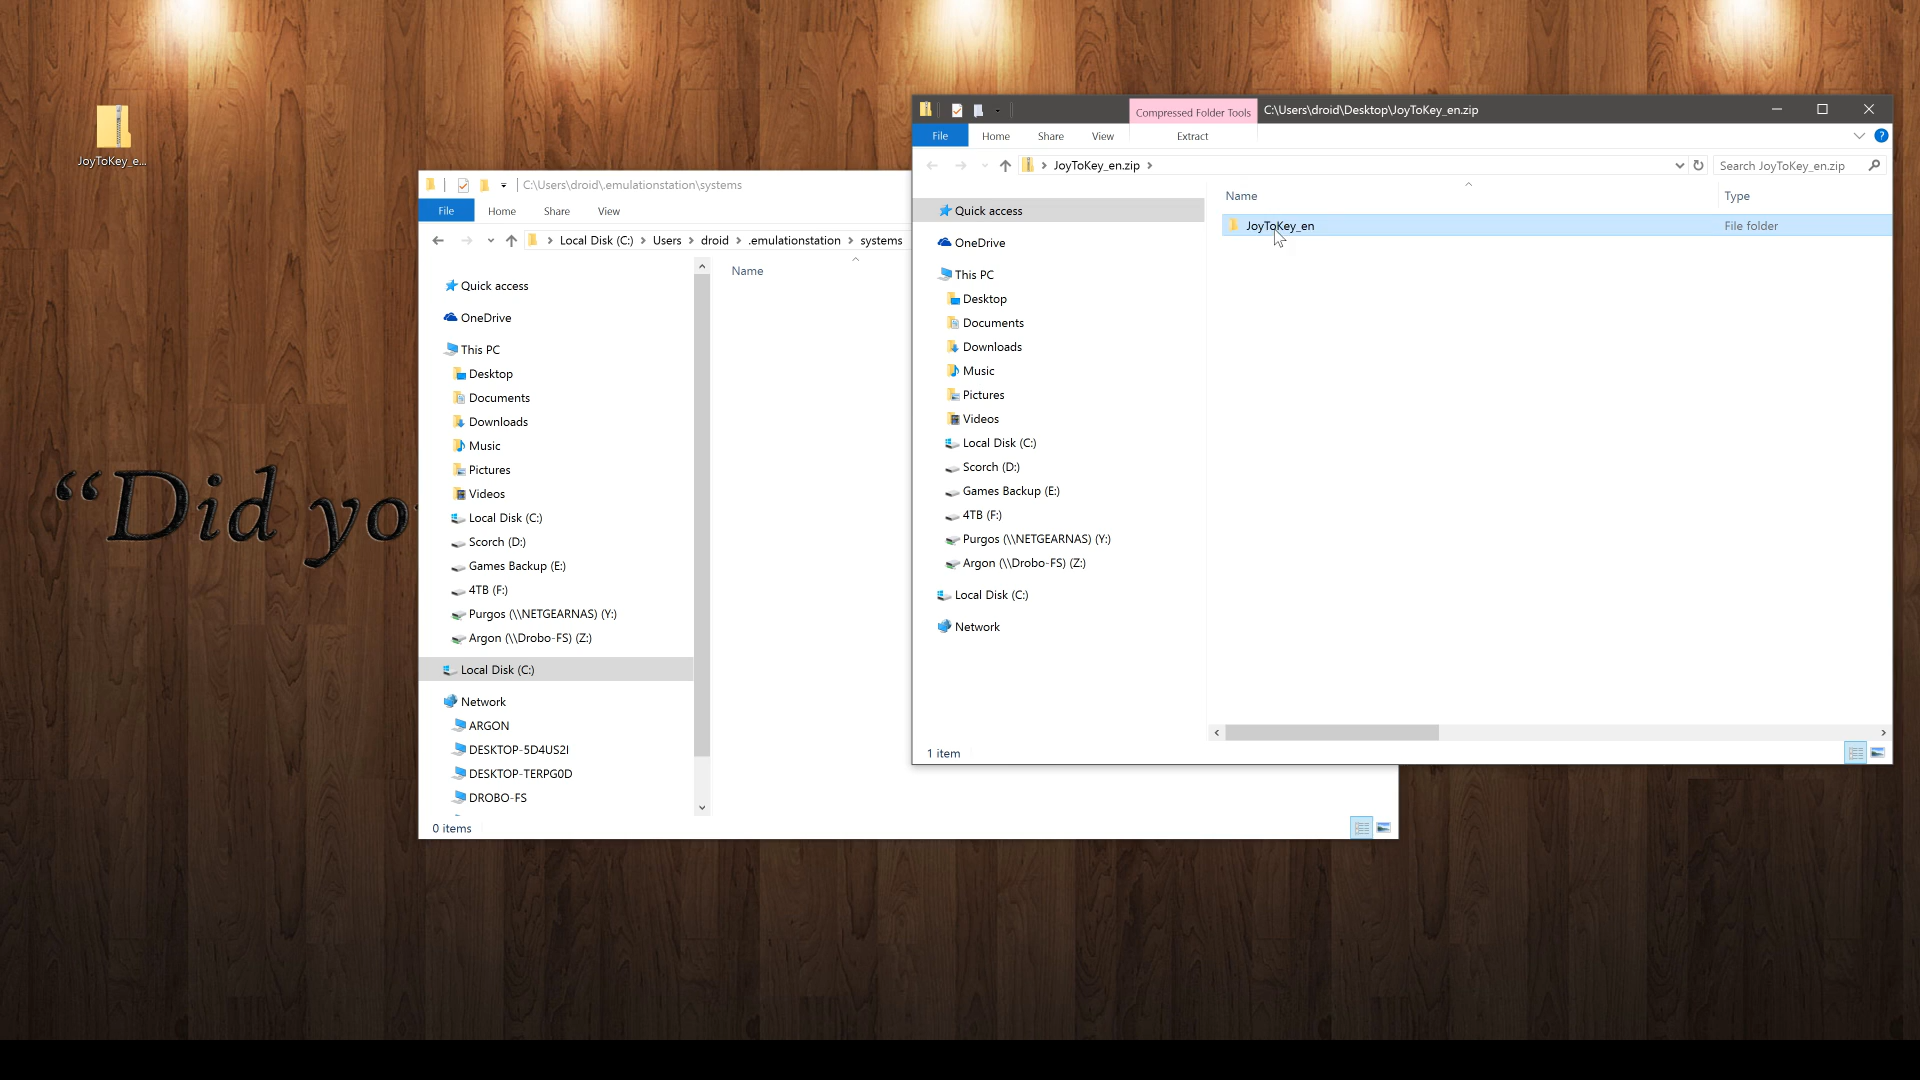 JoyToKey_e...
“Did yo
C:\Users\droid\.emulationstation\systems
File Home Share View
Local Disk (C:) Users droid .emulationstation systems
Name
Quick access
OneDrive
This PC
Desktop
Documents
Downloads
Music
Pictures
Videos
Local Disk (C:)
Scorch (D:)
Games Backup (E:)
4TB (F:)
Purgos (\\NETGEARNAS) (Y:)
Argon (\\Drobo-FS) (Z:)
Local Disk (C:)
Network
ARGON
DESKTOP-5D4US2I
DESKTOP-TERPG0D
DROBO-FS
0 items
Compressed Folder Tools C:\Users\droid\Desktop\JoyToKey_en.zip
File Home Share View Extract
JoyToKey_en.zip Search JoyToKey_en.zip
Name Type
JoyToKey_en File folder
Quick access
OneDrive
This PC
Desktop
Documents
Downloads
Music
Pictures
Videos
Local Disk (C:)
Scorch (D:)
Games Backup (E:)
4TB (F:)
Purgos (\\NETGEARNAS) (Y:)
Argon (\\Drobo-FS) (Z:)
Local Disk (C:)
Network
1 item